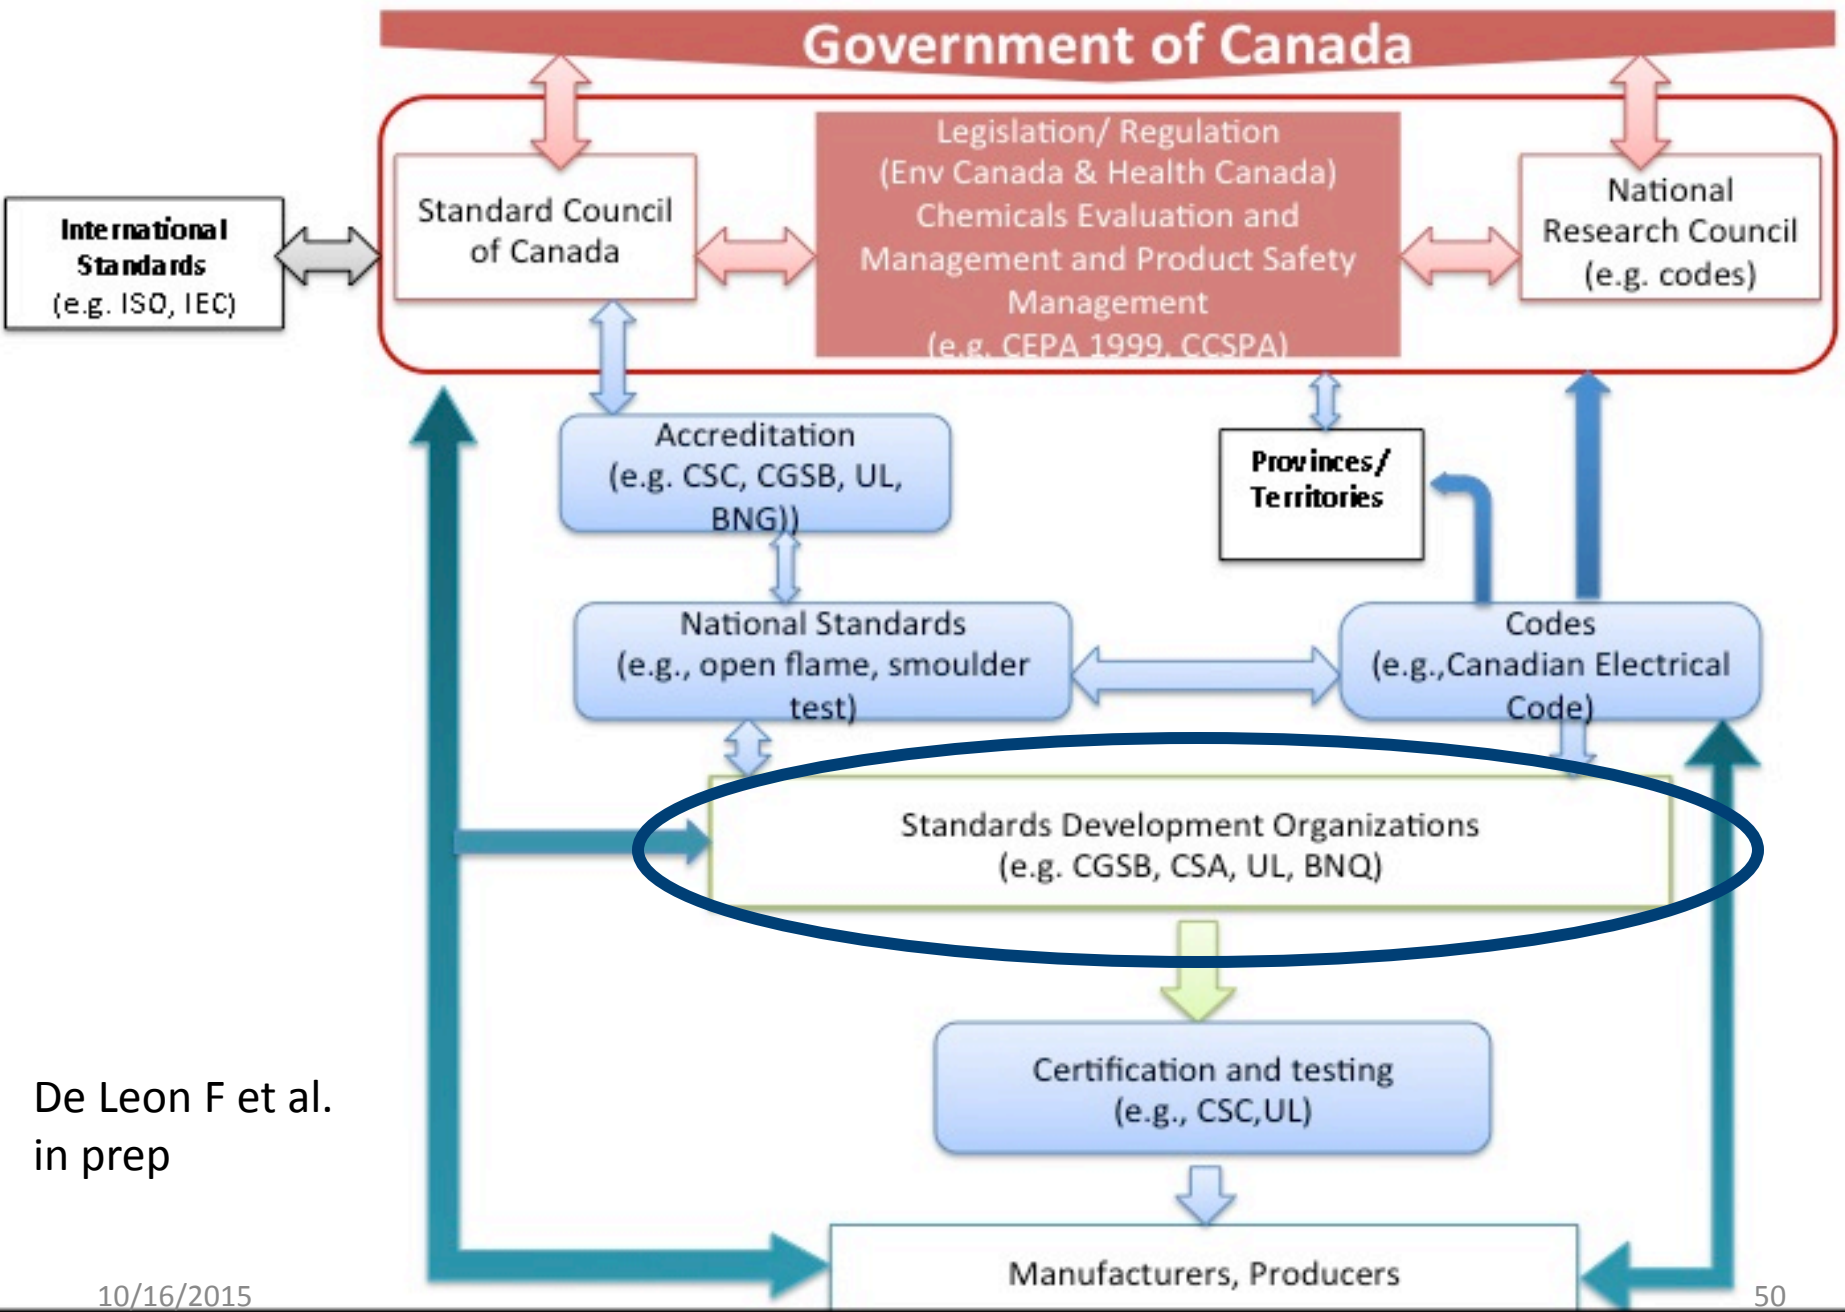 Government of Canada
Legislation/ Regulation
(Env Canada & Health Canada)
Chemicals Evaluation and
Management and Product Safety
Management
(e.g. CEPA 1999, CCSPA)
Standard Council
of Canada
National
Research Council
(e.g. codes)
International
Standards
(e.g. ISO, IEC)
Accreditation
(e.g. CSC, CGSB, UL,
BNG))
Provinces/
Territories
National Standards
(e.g., open flame, smoulder
test)
Codes
(e.g.,Canadian Electrical
Code)
Standards Development Organizations
(e.g. CGSB, CSA, UL, BNQ)
Certification and testing
(e.g., CSC,UL)
De Leon F et al.
in prep
Manufacturers, Producers
10/16/2015
50